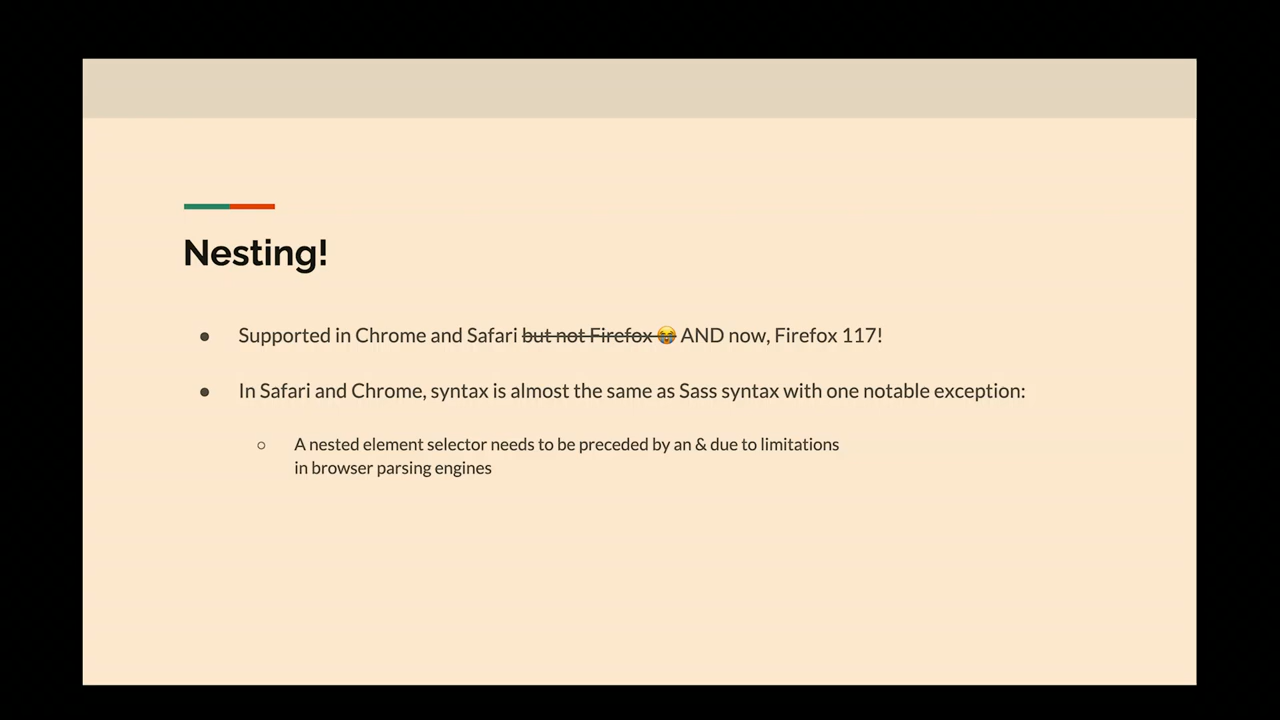 Nesting!
● Supported in Chrome and Safari but not Firefox 😭 AND now, Firefox 117!
● In Safari and Chrome, syntax is almost the same as Sass syntax with one notable exception:
○ A nested element selector needs to be preceded by an & due to limitations
in browser parsing engines